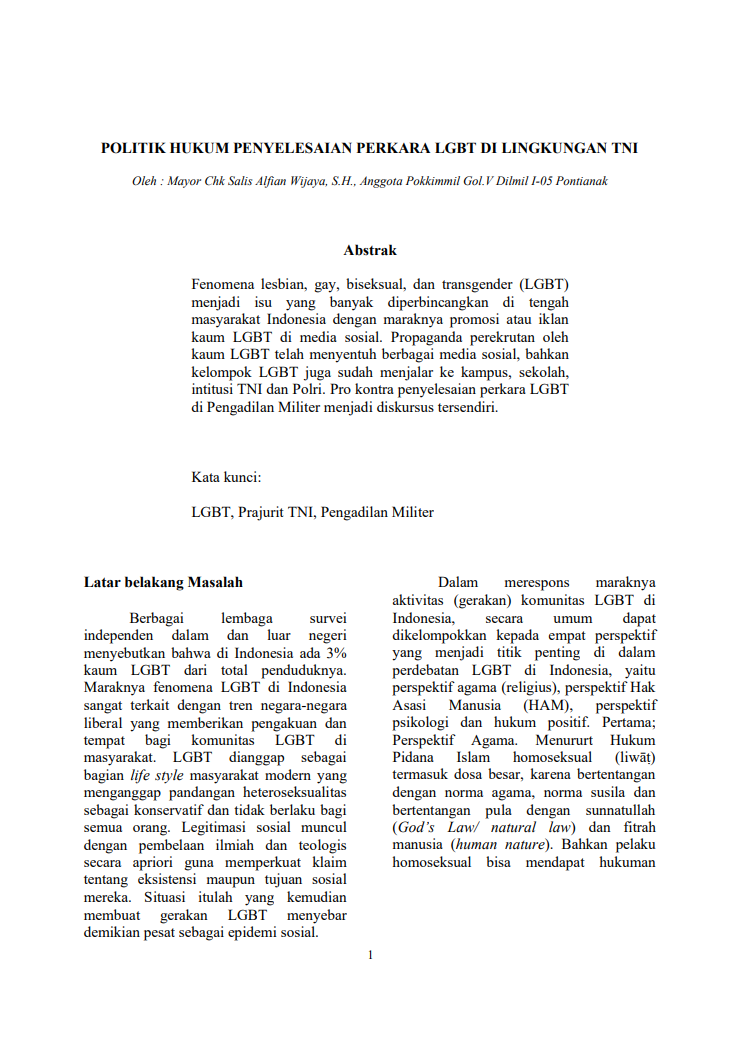 POLITIK HUKUM PENYELESAIAN PERKARA LGBT DI LINGKUNGAN TNI
Oleh : Mayor Chk Salis Alfian Wijaya, S.H., Anggota Pokkimmil Gol.V Dilmil I-05 Pontianak
Abstrak
Fenomena lesbian, gay, biseksual, dan transgender (LGBT)
menjadi isu yang banyak diperbincangkan di tengah
masyarakat Indonesia dengan maraknya promosi atau iklan
kaum LGBT di media sosial. Propaganda perekrutan oleh
kaum LGBT telah menyentuh berbagai media sosial, bahkan
kelompok LGBT juga sudah menjalar ke kampus, sekolah,
intitusi TNI dan Polri. Pro kontra penyelesaian perkara LGBT
di Pengadilan Militer menjadi diskursus tersendiri.
Kata kunci:
LGBT, Prajurit TNI, Pengadilan Militer
Latar belakang Masalah
Berbagai lembaga survei
independen dalam dan luar negeri
menyebutkan bahwa di Indonesia ada 3%
kaum LGBT dari total penduduknya.
Maraknya fenomena LGBT di Indonesia
sangat terkait dengan tren negara-negara
liberal yang memberikan pengakuan dan
tempat bagi komunitas LGBT di
masyarakat. LGBT dianggap sebagai
bagian life style masyarakat modern yang
menganggap pandangan heteroseksualitas
sebagai konservatif dan tidak berlaku bagi
semua orang. Legitimasi sosial muncul
dengan pembelaan ilmiah dan teologis
secara apriori guna memperkuat klaim
tentang eksistensi maupun tujuan sosial
mereka. Situasi itulah yang kemudian
membuat gerakan LGBT menyebar
demikian pesat sebagai epidemi sosial.
Dalam merespons maraknya
aktivitas (gerakan) komunitas LGBT di
Indonesia, secara umum dapat
dikelompokkan kepada empat perspektif
yang menjadi titik penting di dalam
perdebatan LGBT di Indonesia, yaitu
perspektif agama (religius), perspektif Hak
Asasi Manusia (HAM), perspektif
psikologi dan hukum positif. Pertama;
Perspektif Agama. Menururt Hukum
Pidana Islam homoseksual (liwāṭ)
termasuk dosa besar, karena bertentangan
dengan norma agama, norma susila dan
bertentangan pula dengan sunnatullah
(God’s Law/ natural law) dan fitrah
manusia (human nature). Bahkan pelaku
homoseksual bisa mendapat hukuman
1